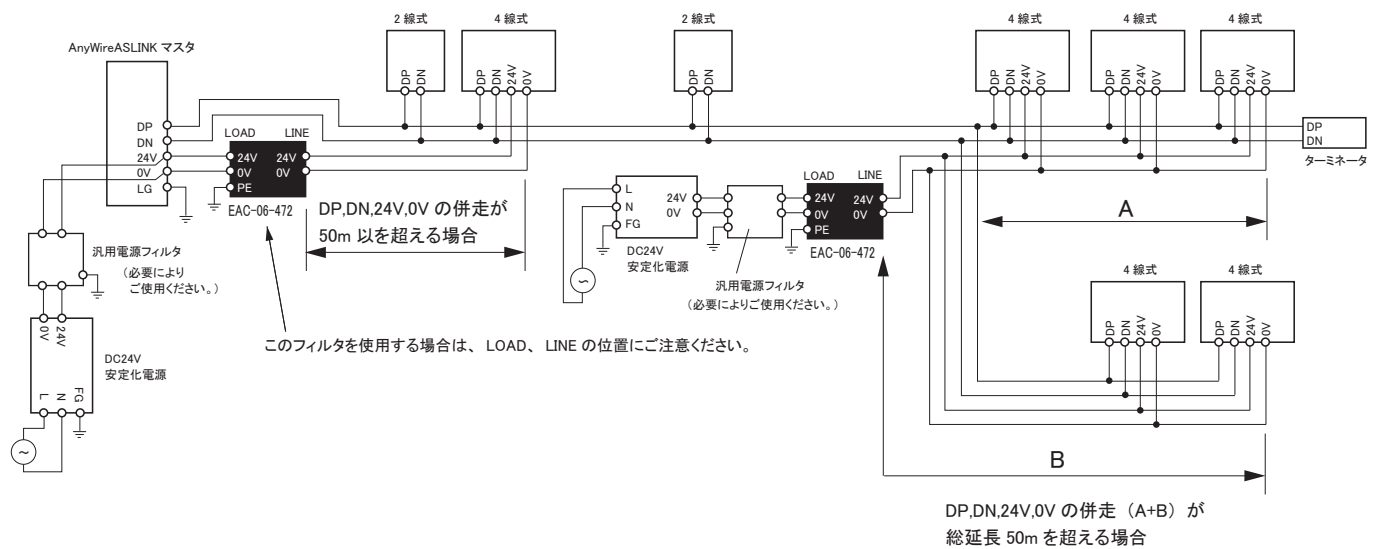 2 線式
4 線式
2 線式
4 線式
4 線式
4 線式
AnyWireASLINK マスタ
DP
DN
DP
DN
24V
0V
DP
DN
DP
DN
24V
0V
DP
DN
24V
0V
DP
DN
24V
0V
DP
DN
24V
0V
LG
LOAD
LINE
24V
0V
PE
24V
0V
EAC-06-472
DP
DN
ターミネータ
DP,DN,24V,0V の併走が
50m 以を超える場合
L
N
FG
24V
0V
DC24V
安定化電源
LOAD
LINE
24V
0V
PE
24V
0V
EAC-06-472
A
汎用電源フィルタ
(必要により
ご使用ください。)
汎用電源フィルタ
(必要によりご使用ください。)
4 線式
4 線式
DP
DN
24V
0V
DP
DN
24V
0V
0V
24V
L
N
FG
DC24V
安定化電源
このフィルタを使用する場合は、 LOAD、 LINE の位置にご注意ください。
B
DP,DN,24V,0V の併走 (A+B) が
総延長 50m を超える場合